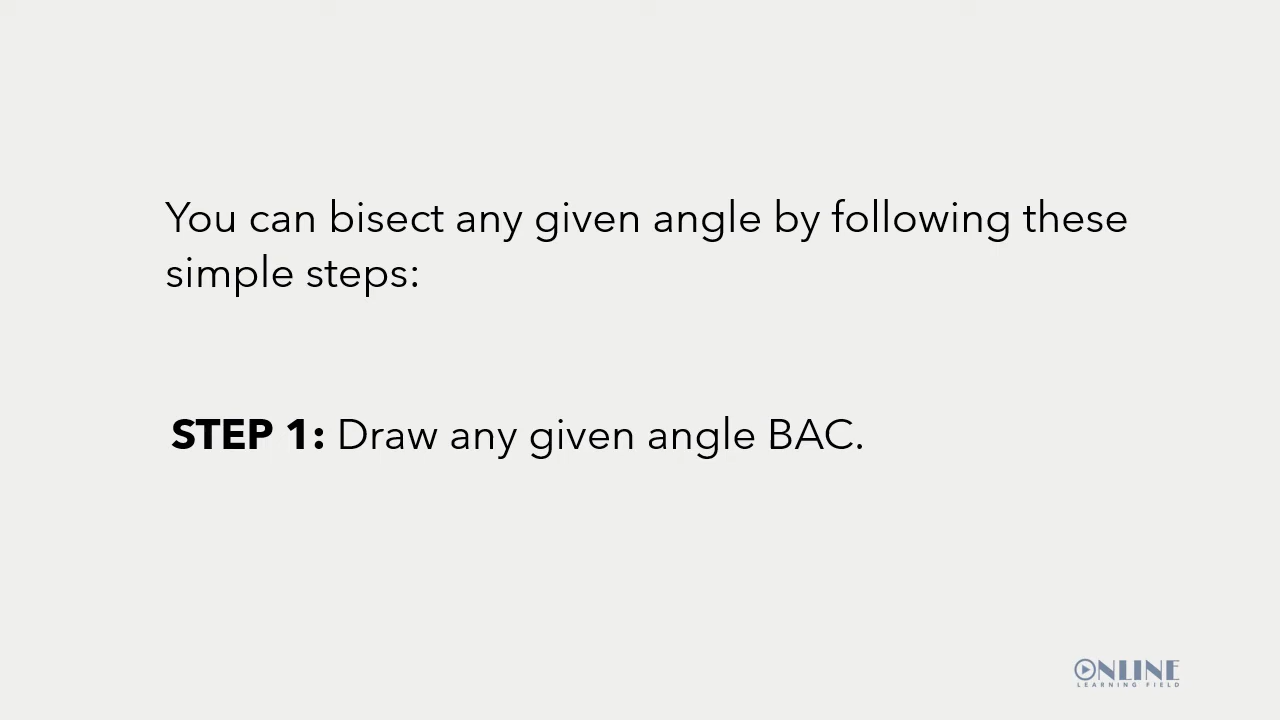 You can bisect any given angle by following these
simple steps:
STEP 1: Draw any given angle BAC.
ONLINE
LEARNING FIELD